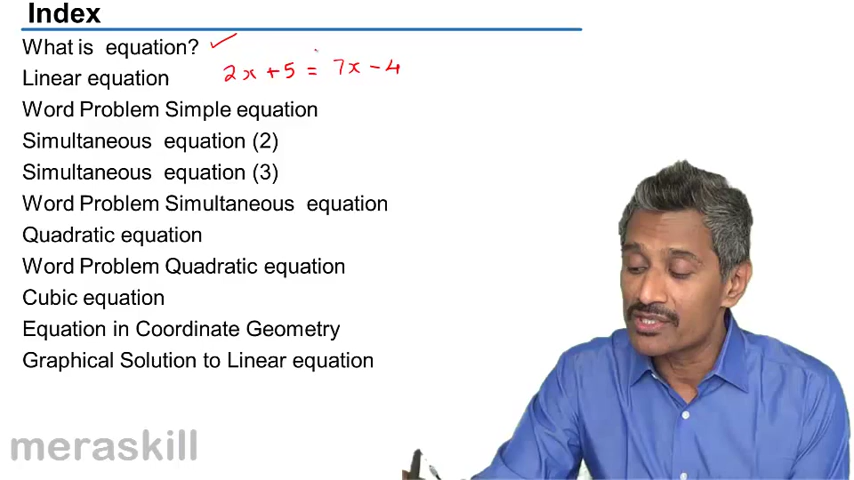 Index
What is equation? ✓
Linear equation 2x + 5 = 7x - 4
Word Problem Simple equation
Simultaneous equation (2)
Simultaneous equation (3)
Word Problem Simultaneous equation
Quadratic equation
Word Problem Quadratic equation
Cubic equation
Equation in Coordinate Geometry
Graphical Solution to Linear equation
meraskill